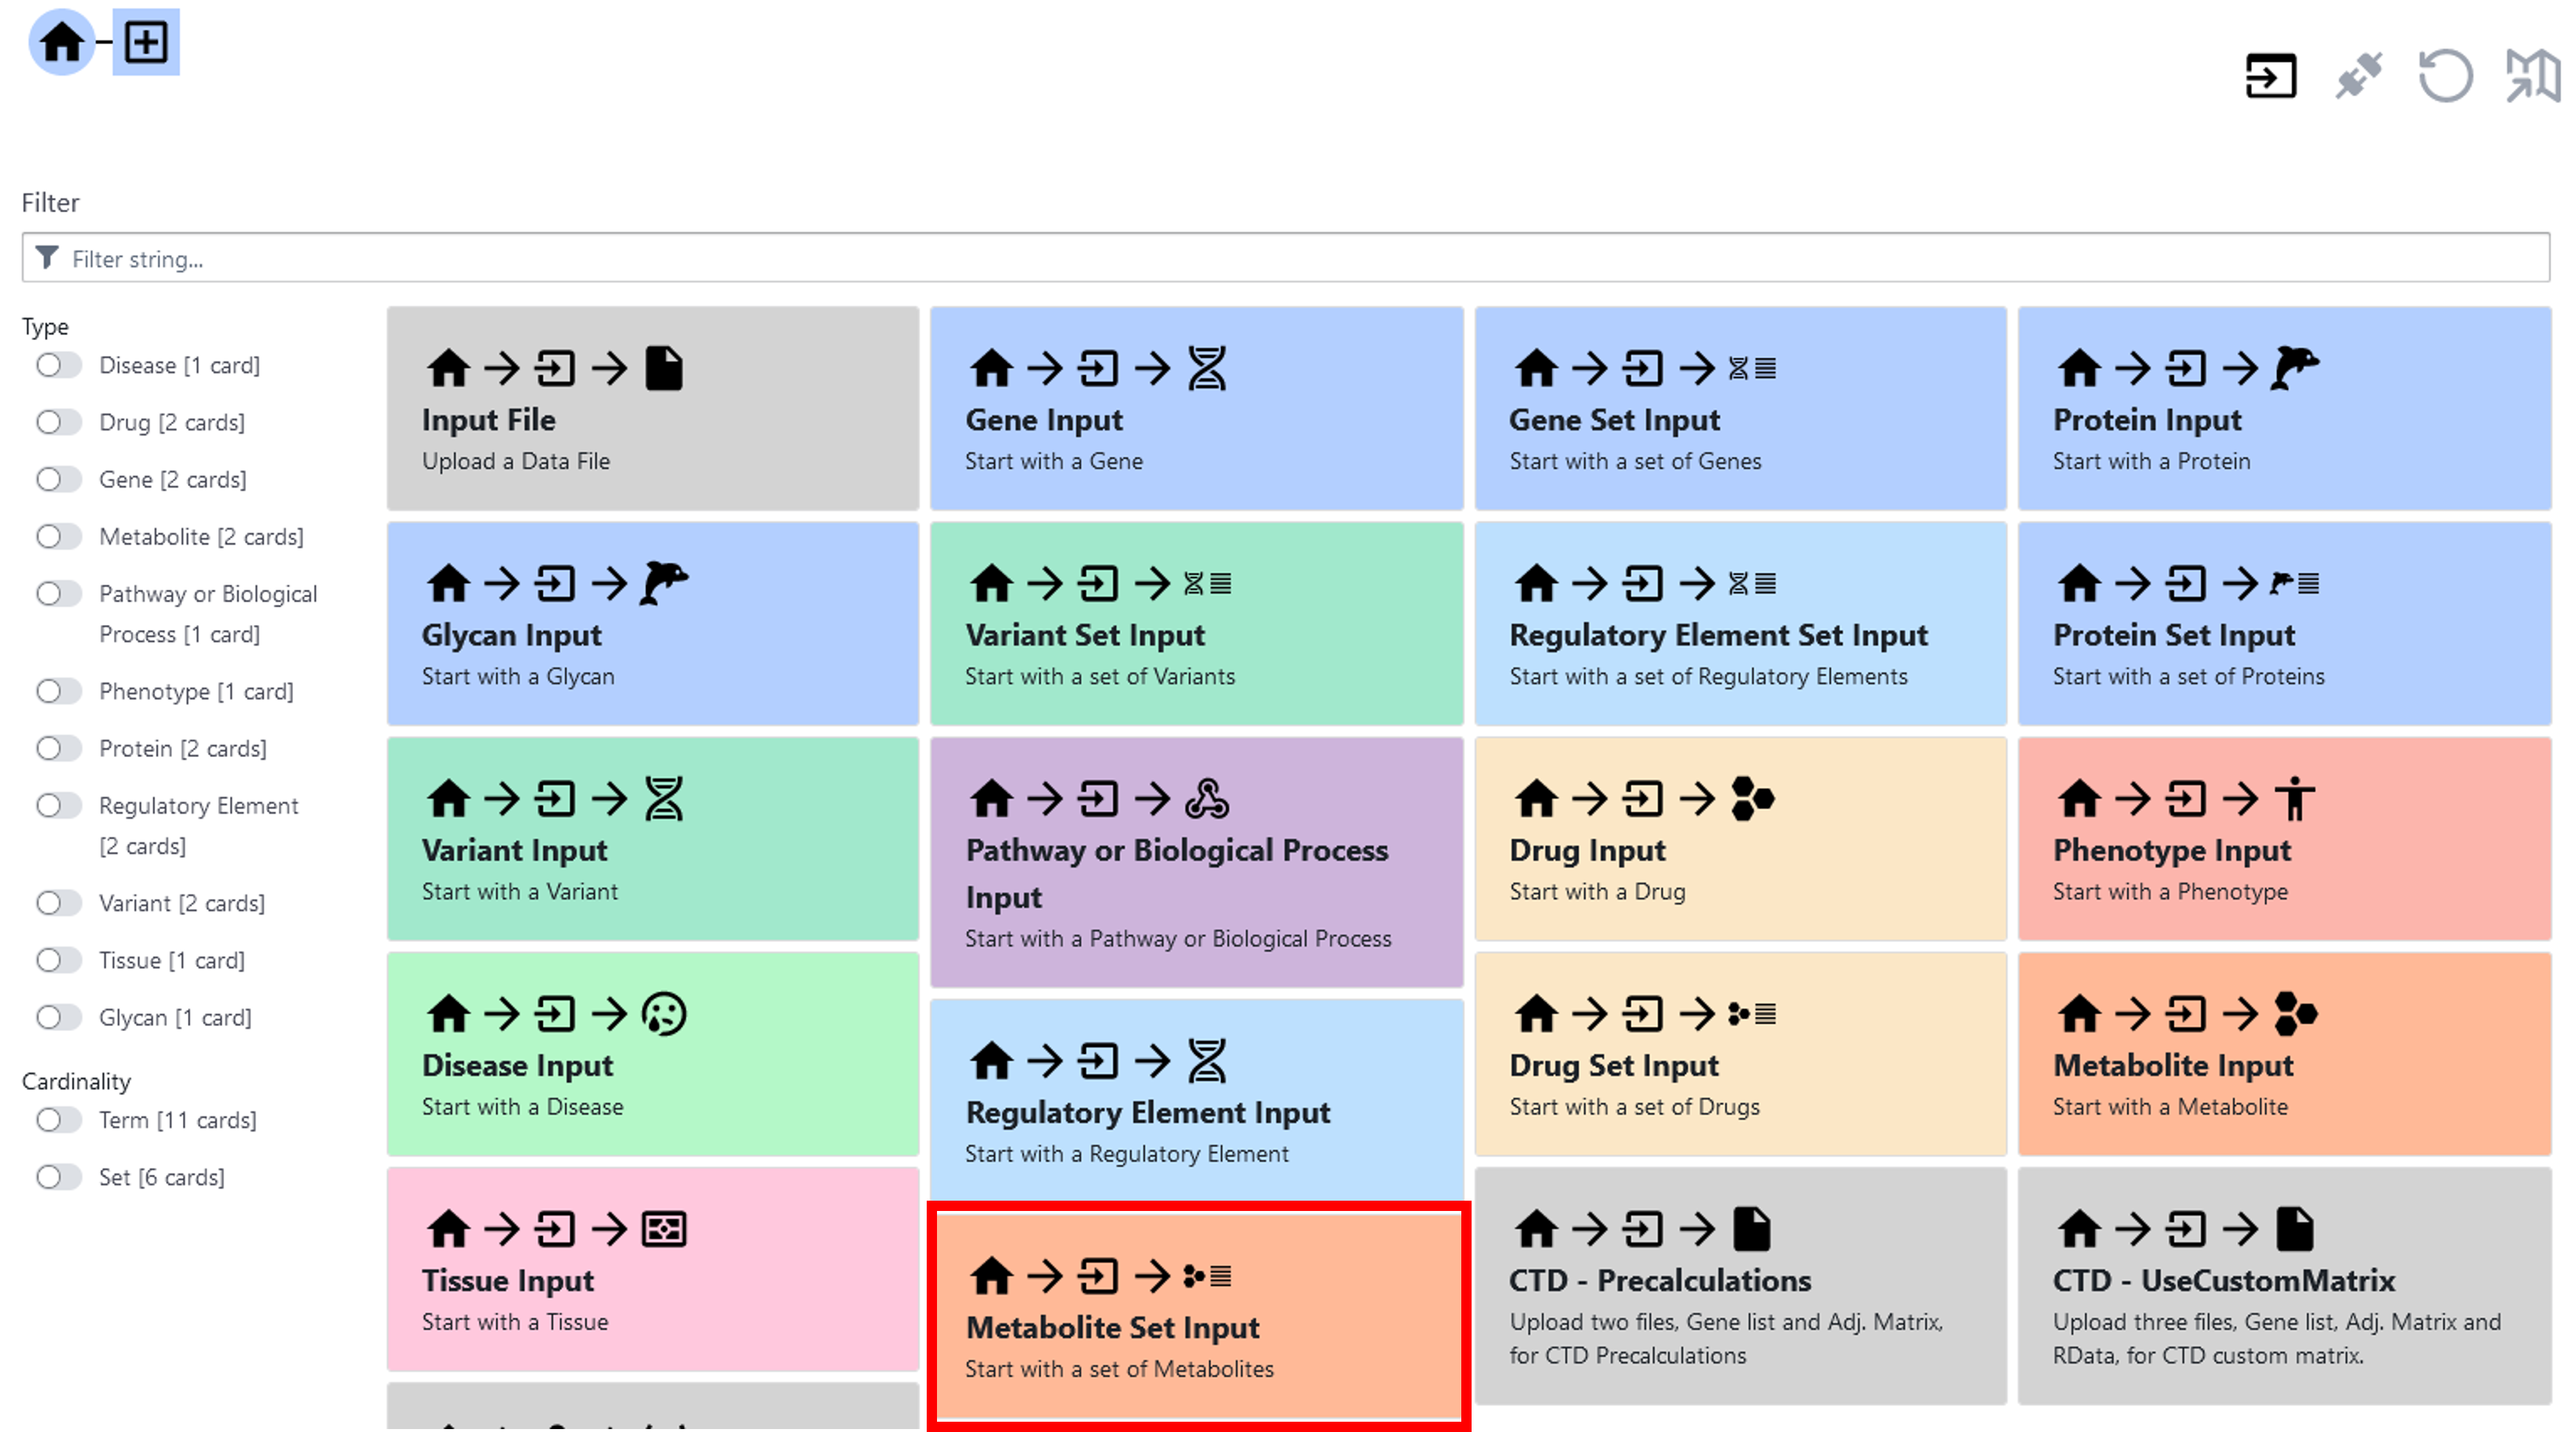 Filter
Filter string...
Type
Disease [1 card]
Drug [2 cards]
Gene [2 cards]
Metabolite [2 cards]
Pathway or Biological
Process [1 card]
Phenotype [1 card]
Protein [2 cards]
Regulatory Element
[2 cards]
Variant [2 cards]
Tissue [1 card]
Glycan [1 card]
Cardinality
Term [11 cards]
Set [6 cards]
Input File
Upload a Data File
Gene Input
Start with a Gene
Gene Set Input
Start with a set of Genes
Protein Input
Start with a Protein
Glycan Input
Start with a Glycan
Variant Set Input
Start with a set of Variants
Regulatory Element Set Input
Start with a set of Regulatory Elements
Protein Set Input
Start with a set of Proteins
Variant Input
Start with a Variant
Pathway or Biological Process
Input
Start with a Pathway or Biological Process
Drug Input
Start with a Drug
Phenotype Input
Start with a Phenotype
Disease Input
Start with a Disease
Regulatory Element Input
Start with a Regulatory Element
Drug Set Input
Start with a set of Drugs
Metabolite Input
Start with a Metabolite
Tissue Input
Start with a Tissue
Metabolite Set Input
Start with a set of Metabolites
CTD - Precalculations
Upload two files, Gene list and Adj. Matrix,
for CTD Precalculations
CTD - UseCustomMatrix
Upload three files, Gene list, Adj. Matrix and
RData, for CTD custom matrix.